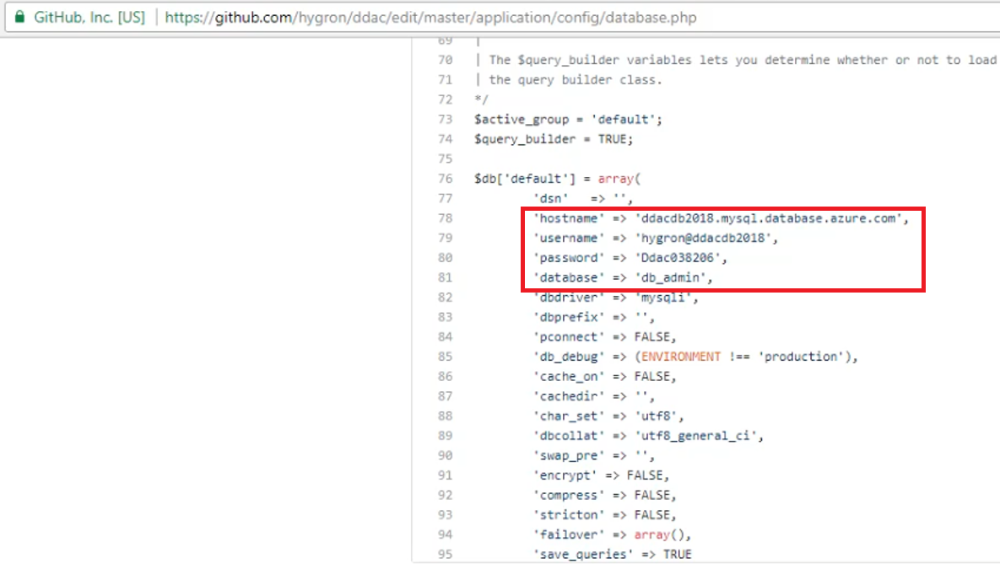 GitHub, Inc. [US] | https://github.com/hygron/ddac/edit/master/application/config/database.php
69 |
70 | The $query_builder variables lets you determine whether or not to load
71 | the query builder class.
72 */
73 $active_group = 'default';
74 $query_builder = TRUE;
75
76 $db['default'] = array(
77 'dsn' => '',
78 'hostname' => 'ddacdb2018.mysql.database.azure.com',
79 'username' => 'hygron@ddacdb2018',
80 'password' => 'Ddac038206',
81 'database' => 'db_admin',
82 'dbdriver' => 'mysqli',
83 'dbprefix' => '',
84 'pconnect' => FALSE,
85 'db_debug' => (ENVIRONMENT !== 'production'),
86 'cache_on' => FALSE,
87 'cachedir' => '',
88 'char_set' => 'utf8',
89 'dbcollat' => 'utf8_general_ci',
90 'swap_pre' => '',
91 'encrypt' => FALSE,
92 'compress' => FALSE,
93 'stricton' => FALSE,
94 'failover' => array(),
95 'save_queries' => TRUE